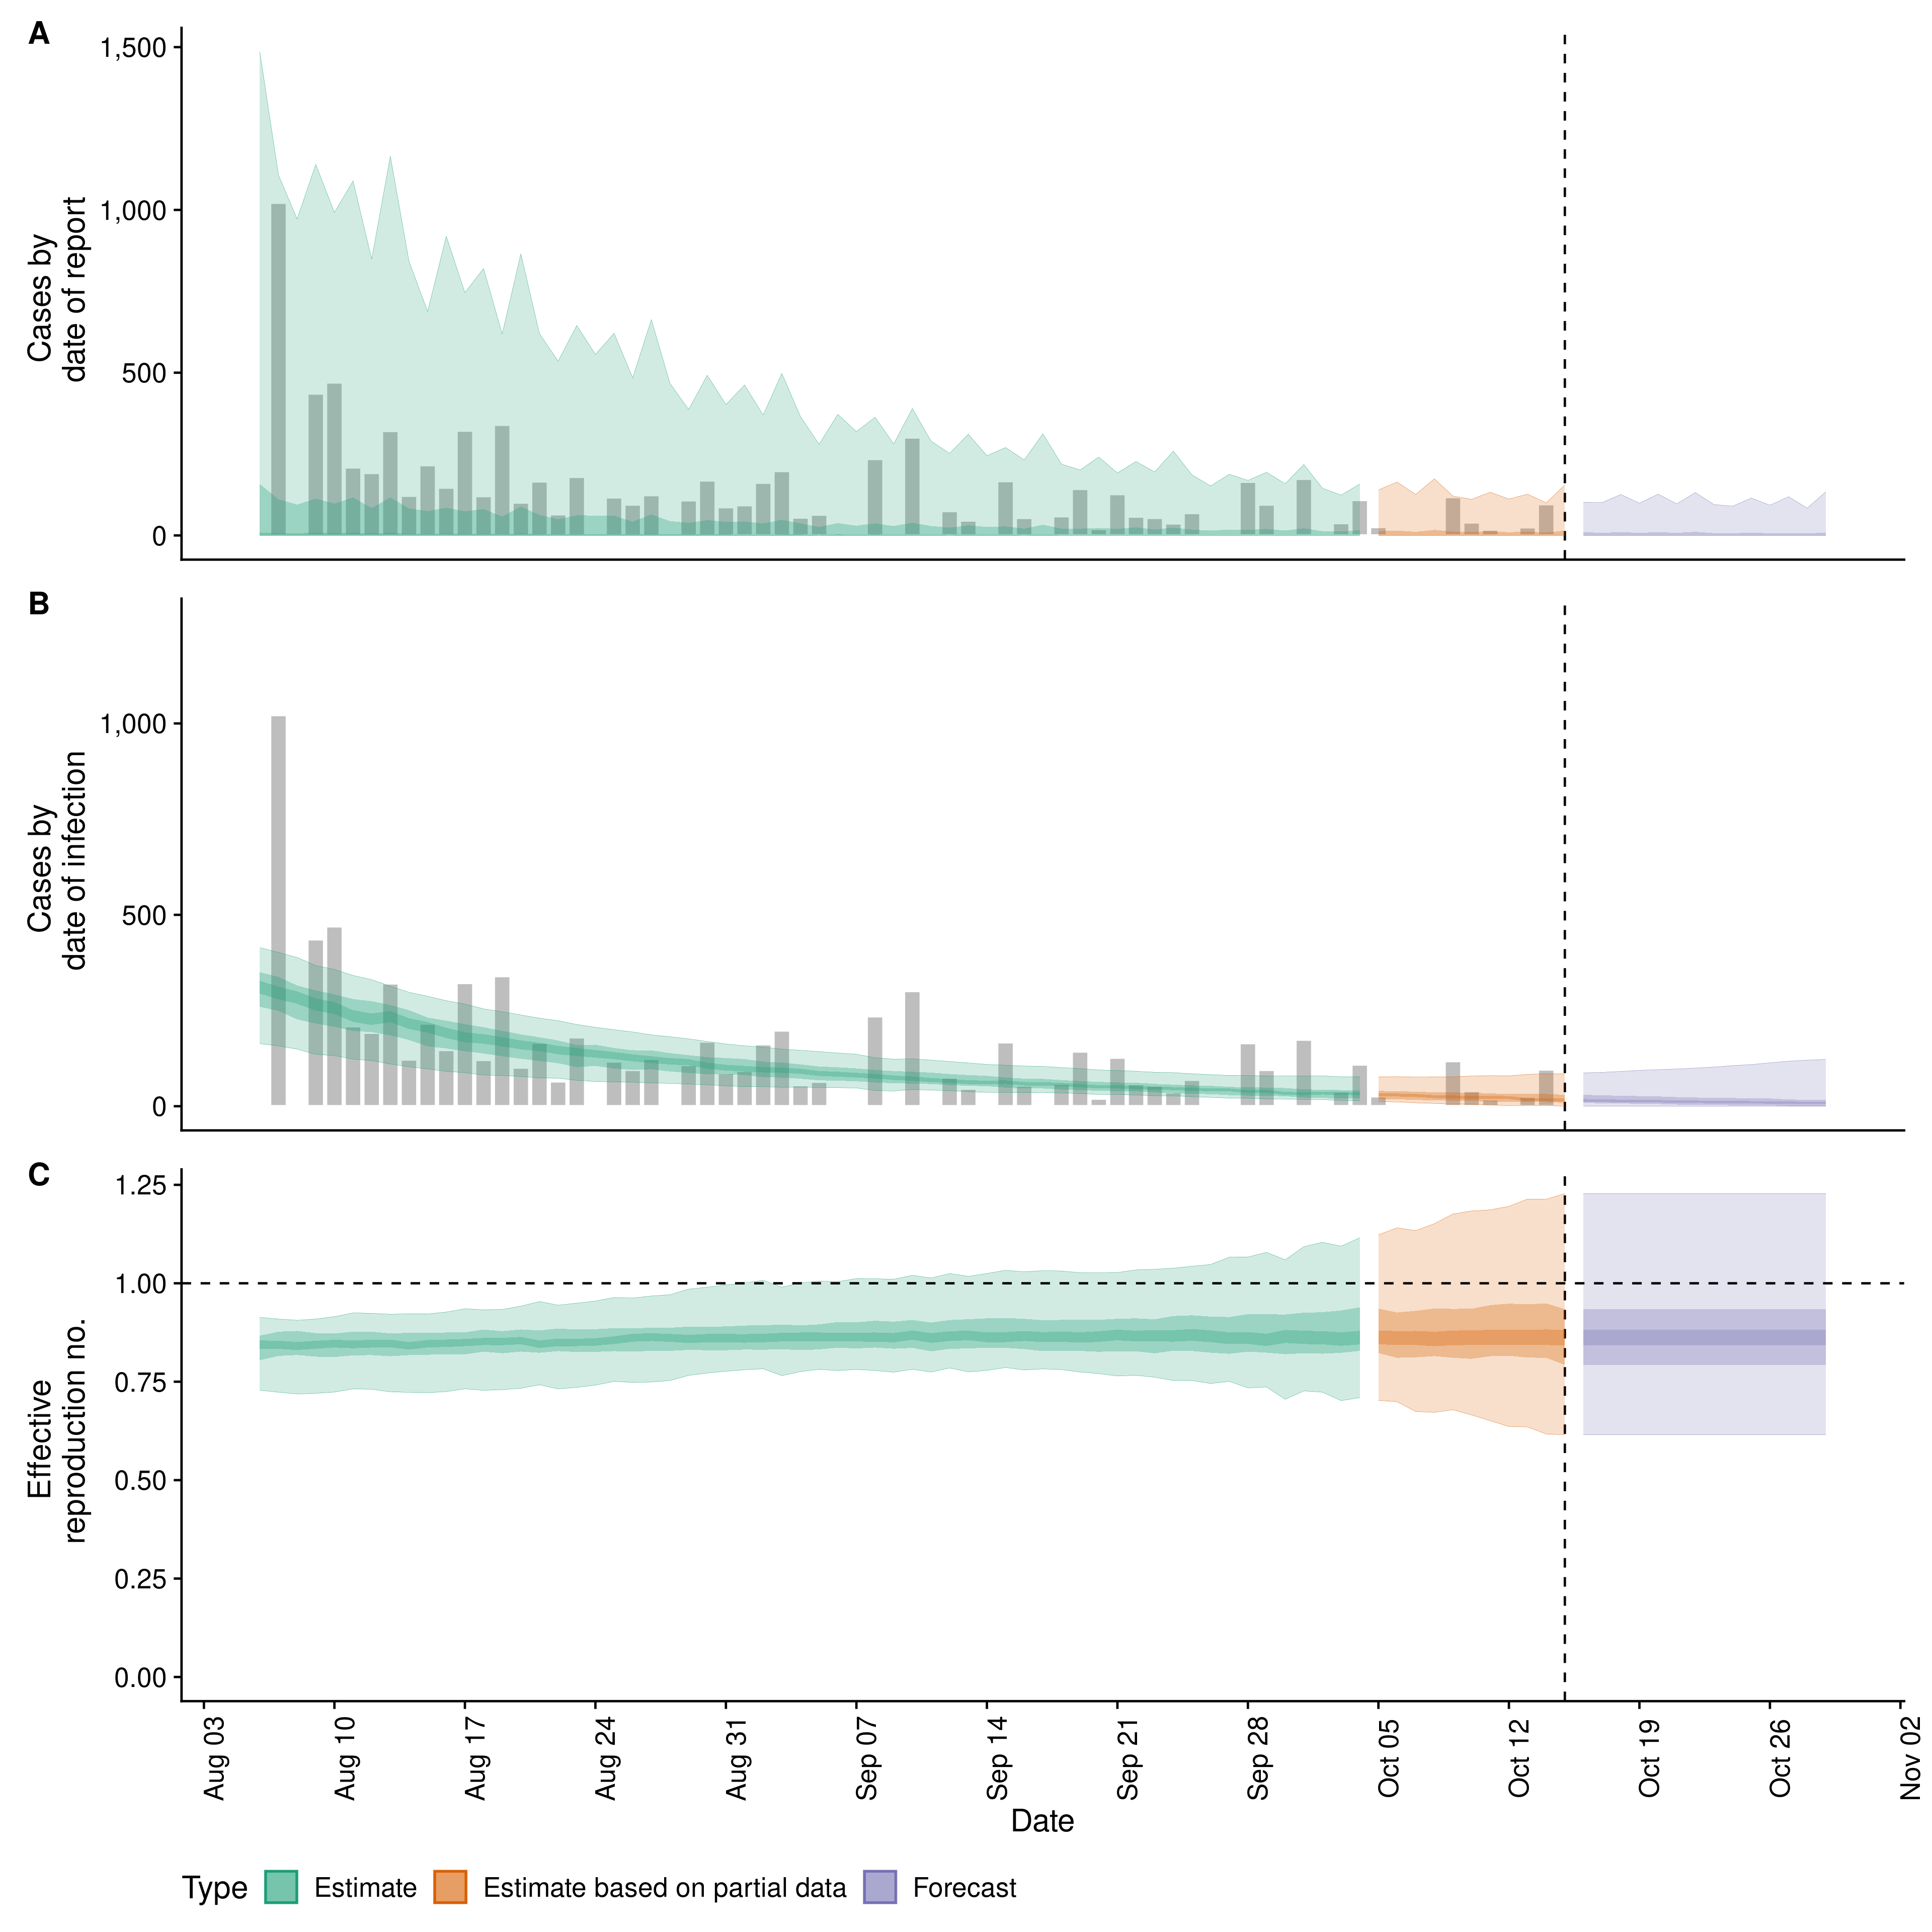 A
1,500
1,000
500
0
Cases by
date of report
B
1,000
500
0
Cases by
date of infection
C
1.25
1.00
0.75
0.50
0.25
0.00
Effective
reproduction no.
Aug 03
Aug 10
Aug 17
Aug 24
Aug 31
Sep 07
Sep 14
Sep 21
Sep 28
Oct 05
Oct 12
Oct 19
Oct 26
Nov 02
Date
Type Estimate Estimate based on partial data Forecast